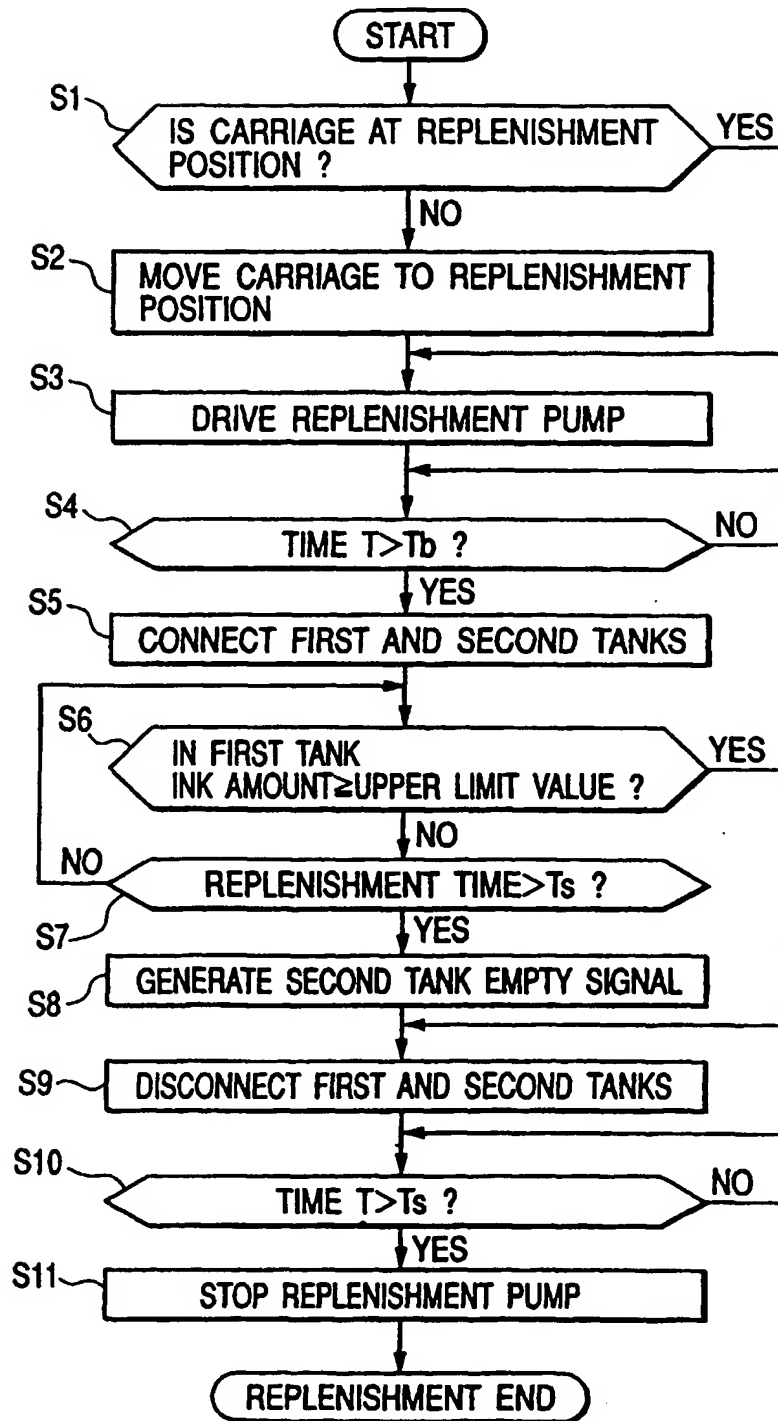 START
S1
IS CARRIAGE AT REPLENISHMENT
POSITION ?
YES
NO
S2
MOVE CARRIAGE TO REPLENISHMENT
POSITION
S3
DRIVE REPLENISHMENT PUMP
S4
TIME T>Tb ?
NO
YES
S5
CONNECT FIRST AND SECOND TANKS
S6
IN FIRST TANK
INK AMOUNT≧UPPER LIMIT VALUE ?
YES
NO
NO
REPLENISHMENT TIME>Ts ?
S7
YES
GENERATE SECOND TANK EMPTY SIGNAL
S8
S9
DISCONNECT FIRST AND SECOND TANKS
S10
TIME T>Ts ?
NO
YES
S11
STOP REPLENISHMENT PUMP
REPLENISHMENT END